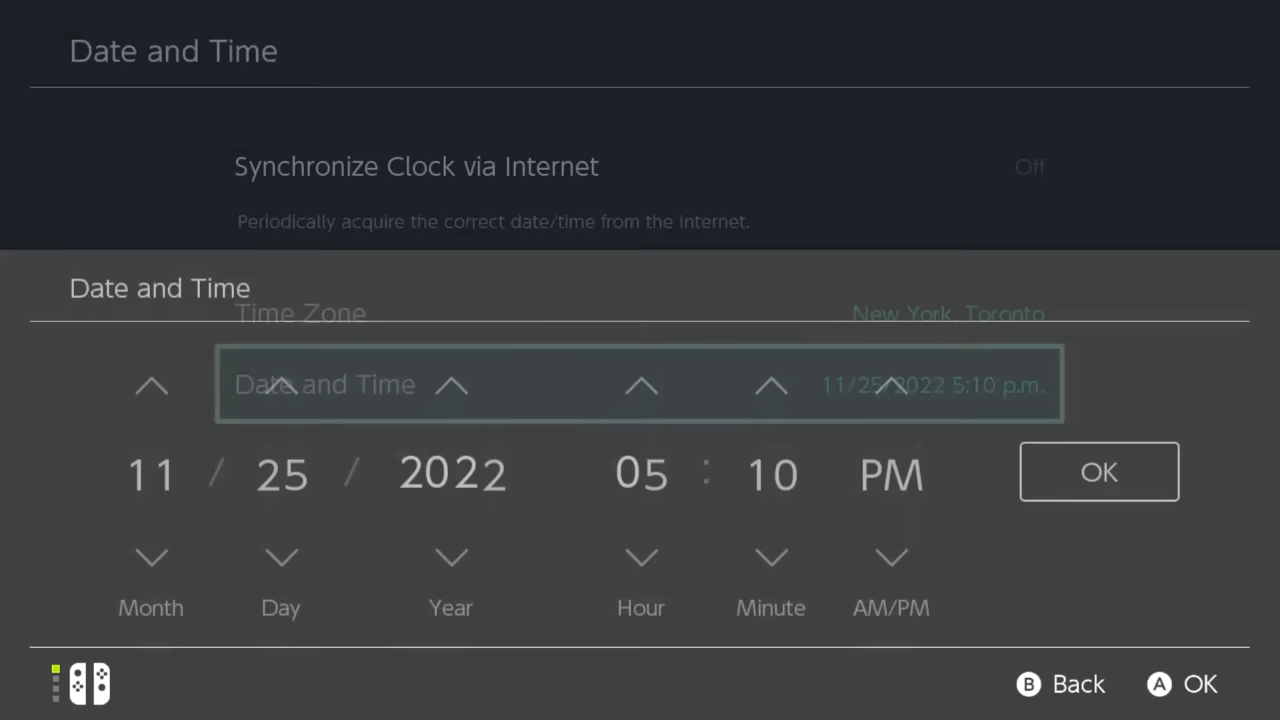 Date and Time
Synchronize Clock via Internet Off
Periodically acquire the correct date/time from the Internet.
Date and Time
Time Zone New York, Toronto
Date and Time 11/25/2022 5:10 p.m.
11 / 25 / 2022 05 : 10 PM OK
Month Day Year Hour Minute AM/PM
B Back A OK